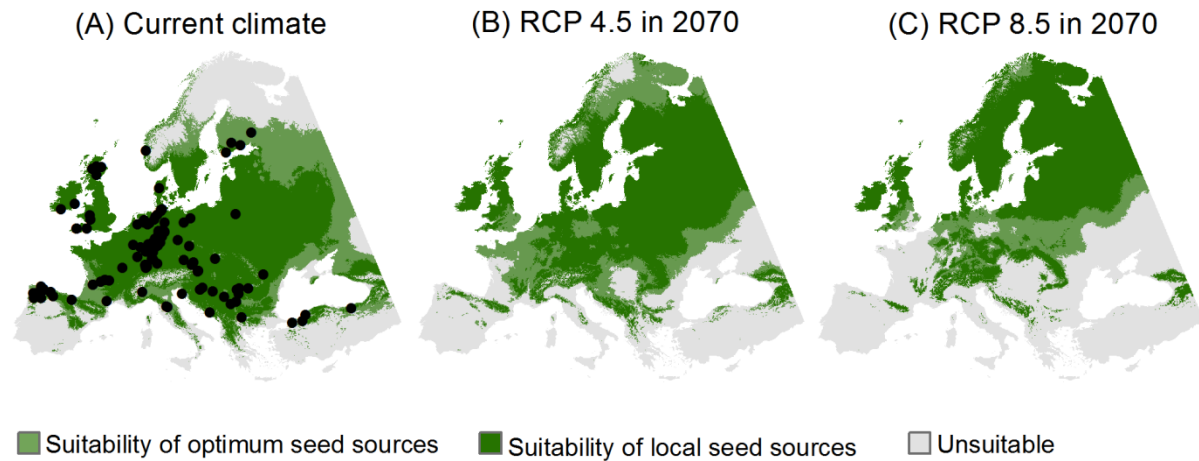 (A) Current climate
(B) RCP 4.5 in 2070
(C) RCP 8.5 in 2070
Suitability of optimum seed sources
Suitability of local seed sources
Unsuitable